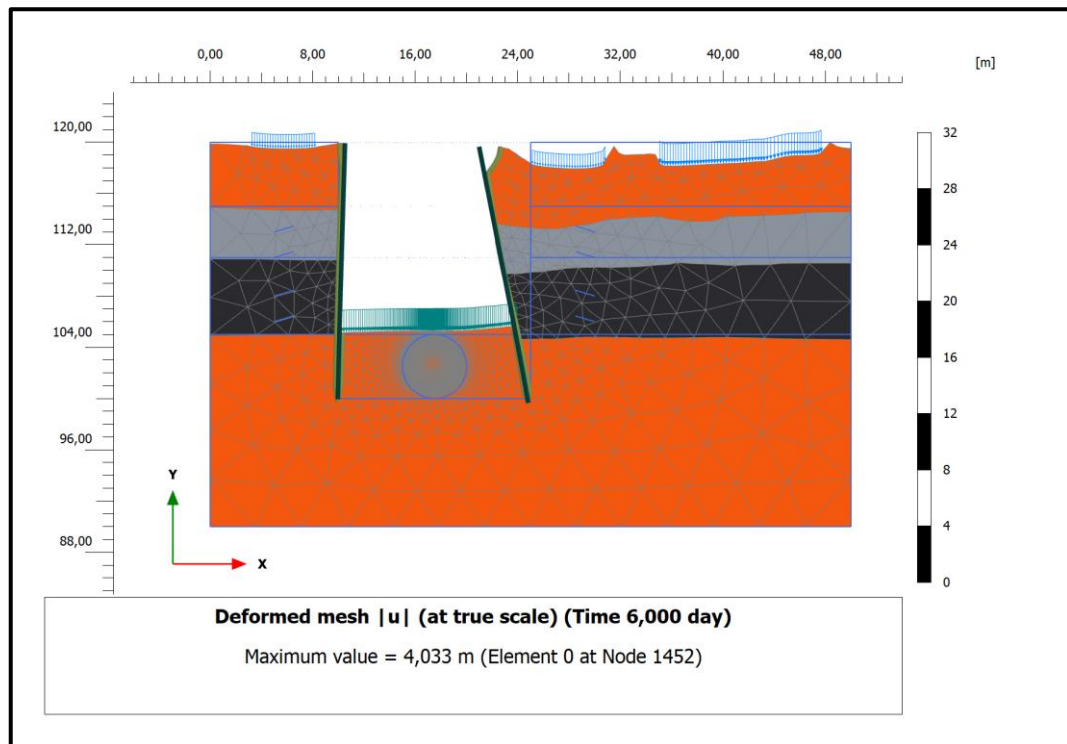 0,00 8,00 16,00 24,00 32,00 40,00 48,00
[m]
120,00
112,00
104,00
96,00
88,00
Y
X
32
28
24
20
16
12
8
4
0
Deformed mesh |u| (at true scale) (Time 6,000 day)
Maximum value = 4,033 m (Element 0 at Node 1452)